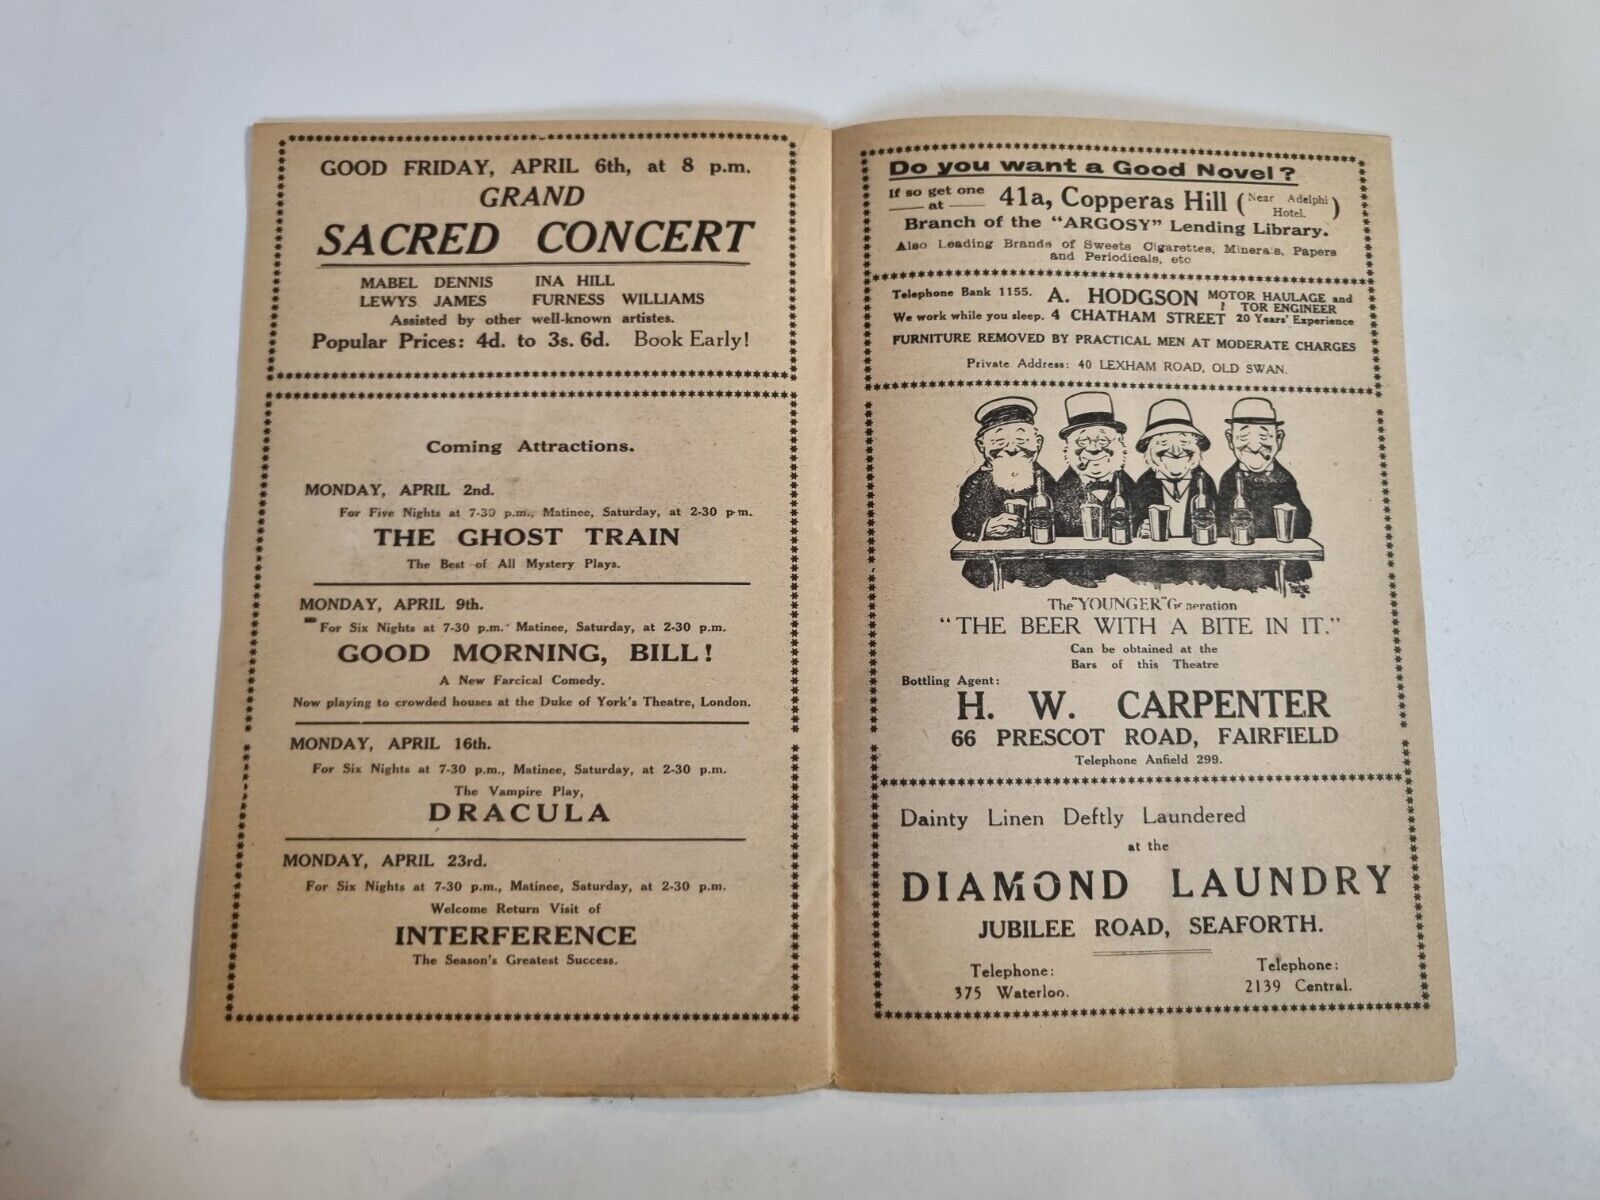 GOOD FRIDAY, APRIL 6th, at 8 p.m.
GRAND
SACRED CONCERT
MABEL DENNIS INA HILL
LEWYS JAMES FURNESS WILLIAMS
Assisted by other well-known artistes.
Popular Prices: 4d. to 3s. 6d. Book Early!
Coming Attractions.
MONDAY, APRIL 2nd.
For Five Nights at 7-30 p.m., Matinee, Saturday, at 2-30 p.m.
THE GHOST TRAIN
The Best of All Mystery Plays.
MONDAY, APRIL 9th.
For Six Nights at 7-30 p.m. Matinee, Saturday, at 2-30 p.m.
GOOD MORNING, BILL!
A New Farcical Comedy.
Now playing to crowded houses at the Duke of York's Theatre, London.
MONDAY, APRIL 16th.
For Six Nights at 7-30 p.m., Matinee, Saturday, at 2-30 p.m.
The Vampire Play,
DRACULA
MONDAY, APRIL 23rd.
For Six Nights at 7-30 p.m., Matinee, Saturday, at 2-30 p.m.
Welcome Return Visit of
INTERFERENCE
The Season's Greatest Success.
Do you want a Good Novel?
If so get one at 41a, Copperas Hill (Near Adelphi Hotel.)
Branch of the "ARGOSY" Lending Library.
Also Leading Brands of Sweets Cigarettes, Minerals, Papers
and Periodicals, etc
Telephone Bank 1155. A. HODGSON MOTOR HAULAGE and
TOR ENGINEER
We work while you sleep. 4 CHATHAM STREET 20 Years' Experience
FURNITURE REMOVED BY PRACTICAL MEN AT MODERATE CHARGES
Private Address: 40 LEXHAM ROAD, OLD SWAN.
The "YOUNGER" Generation
"THE BEER WITH A BITE IN IT."
Can be obtained at the
Bars of this Theatre
Bottling Agent:
H. W. CARPENTER
66 PRESCOT ROAD, FAIRFIELD
Telephone Anfield 299.
Dainty Linen Deftly Laundered
at the
DIAMOND LAUNDRY
JUBILEE ROAD, SEAFORTH.
Telephone:
375 Waterloo.
Telephone:
2139 Central.